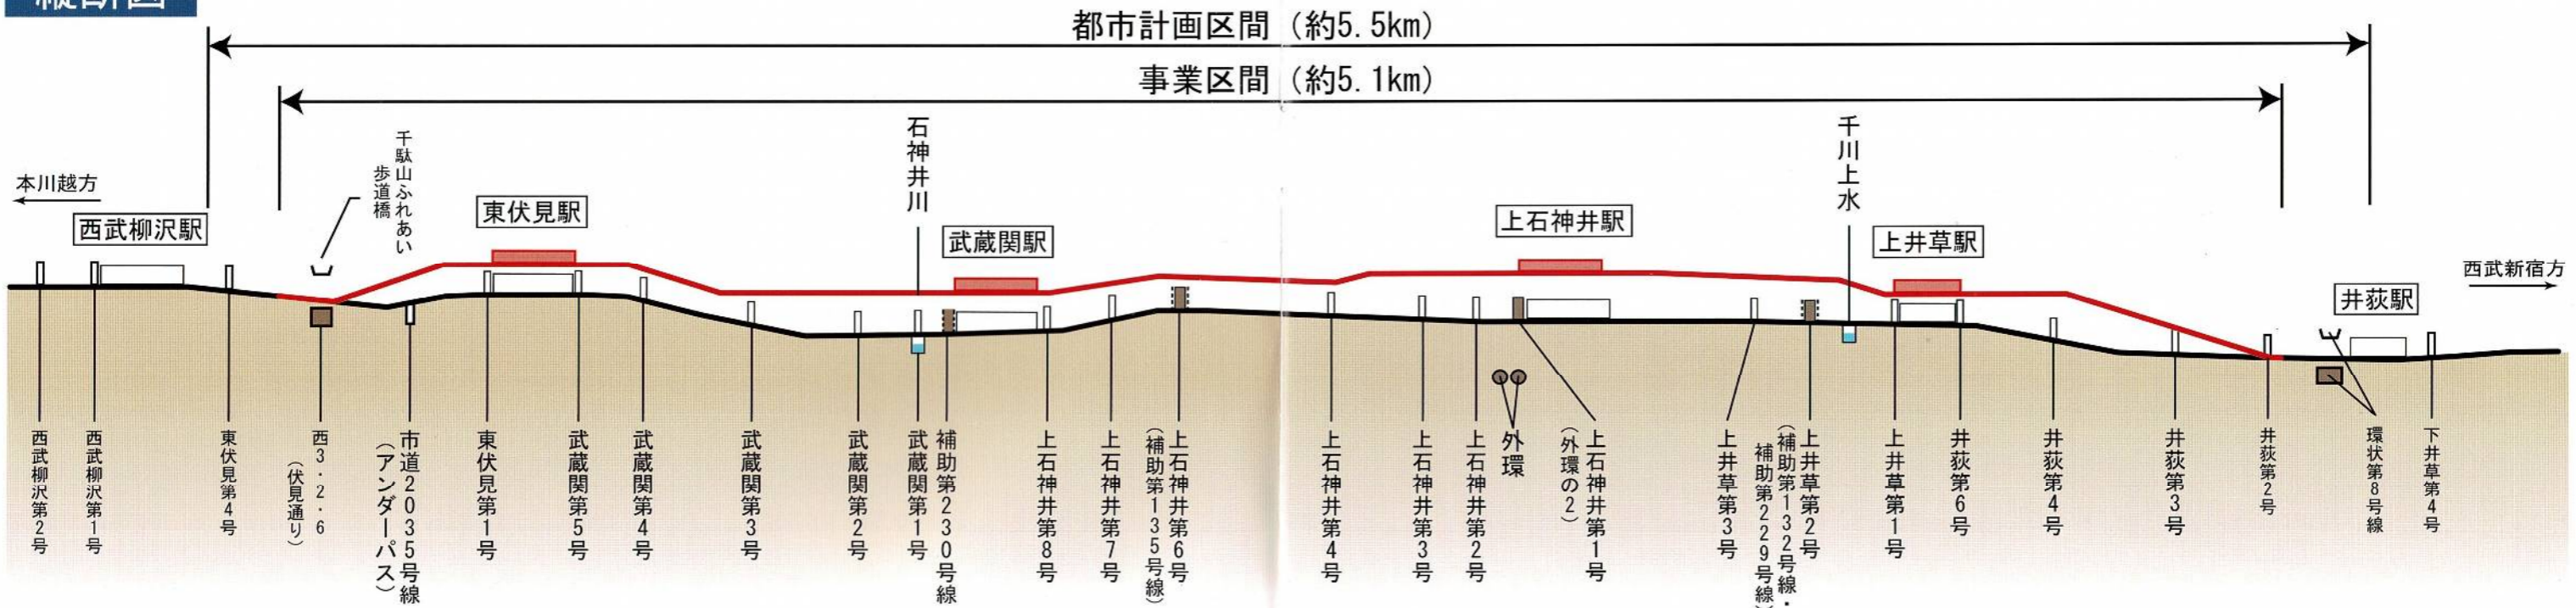 縦断図
都市計画区間（約5.5km）
事業区間（約5.1km）
本川越方
西武柳沢駅
千駄山ふれあい
歩道橋
東伏見駅
石神井川
武蔵関駅
上石神井駅
千川上水
上井草駅
井荻駅
西武新宿方
西武柳沢第2号
西武柳沢第1号
東伏見第4号
西3・2・6
（伏見通り）
市道2035号線
（アンダーパス）
東伏見第1号
武蔵関第5号
武蔵関第4号
武蔵関第3号
武蔵関第2号
武蔵関第1号
補助第230号線
上石神井第8号
上石神井第7号
上石神井第6号
（補助第135号線）
上石神井第4号
上石神井第3号
上石神井第2号
外環
上石神井第1号
（外環の2）
上井草第3号
上井草第2号
（補助第132号線・
補助第229号線）
上井草第1号
井荻第6号
井荻第4号
井荻第3号
井荻第2号
環状第8号線
下井草第4号